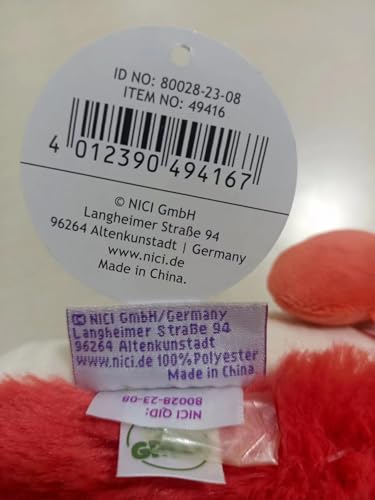 ID NO: 80028-23-08
ITEM NO: 49416
4 012390 494167
© NICI GmbH
Langheimer Straße 94
96264 Altenkunstadt | Germany
www.nici.de
Made in China.
NICI GmbH/Germany
Langheimer Straße 94
96264 Altenkunstadt
www.nici.de 100%Polyester
Made in China.
NICI QID:
80028-23-08